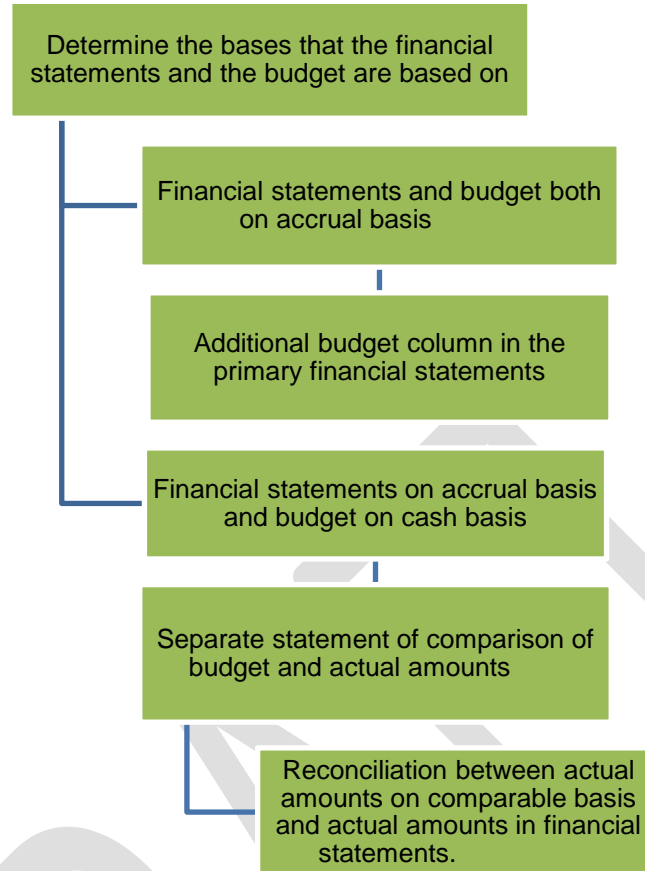 Determine the bases that the financial
statements and the budget are based on
Financial statements and budget both
on accrual basis
Additional budget column in the
primary financial statements
Financial statements on accrual basis
and budget on cash basis
Separate statement of comparison of
budget and actual amounts
Reconciliation between actual
amounts on comparable basis
and actual amounts in financial
statements.